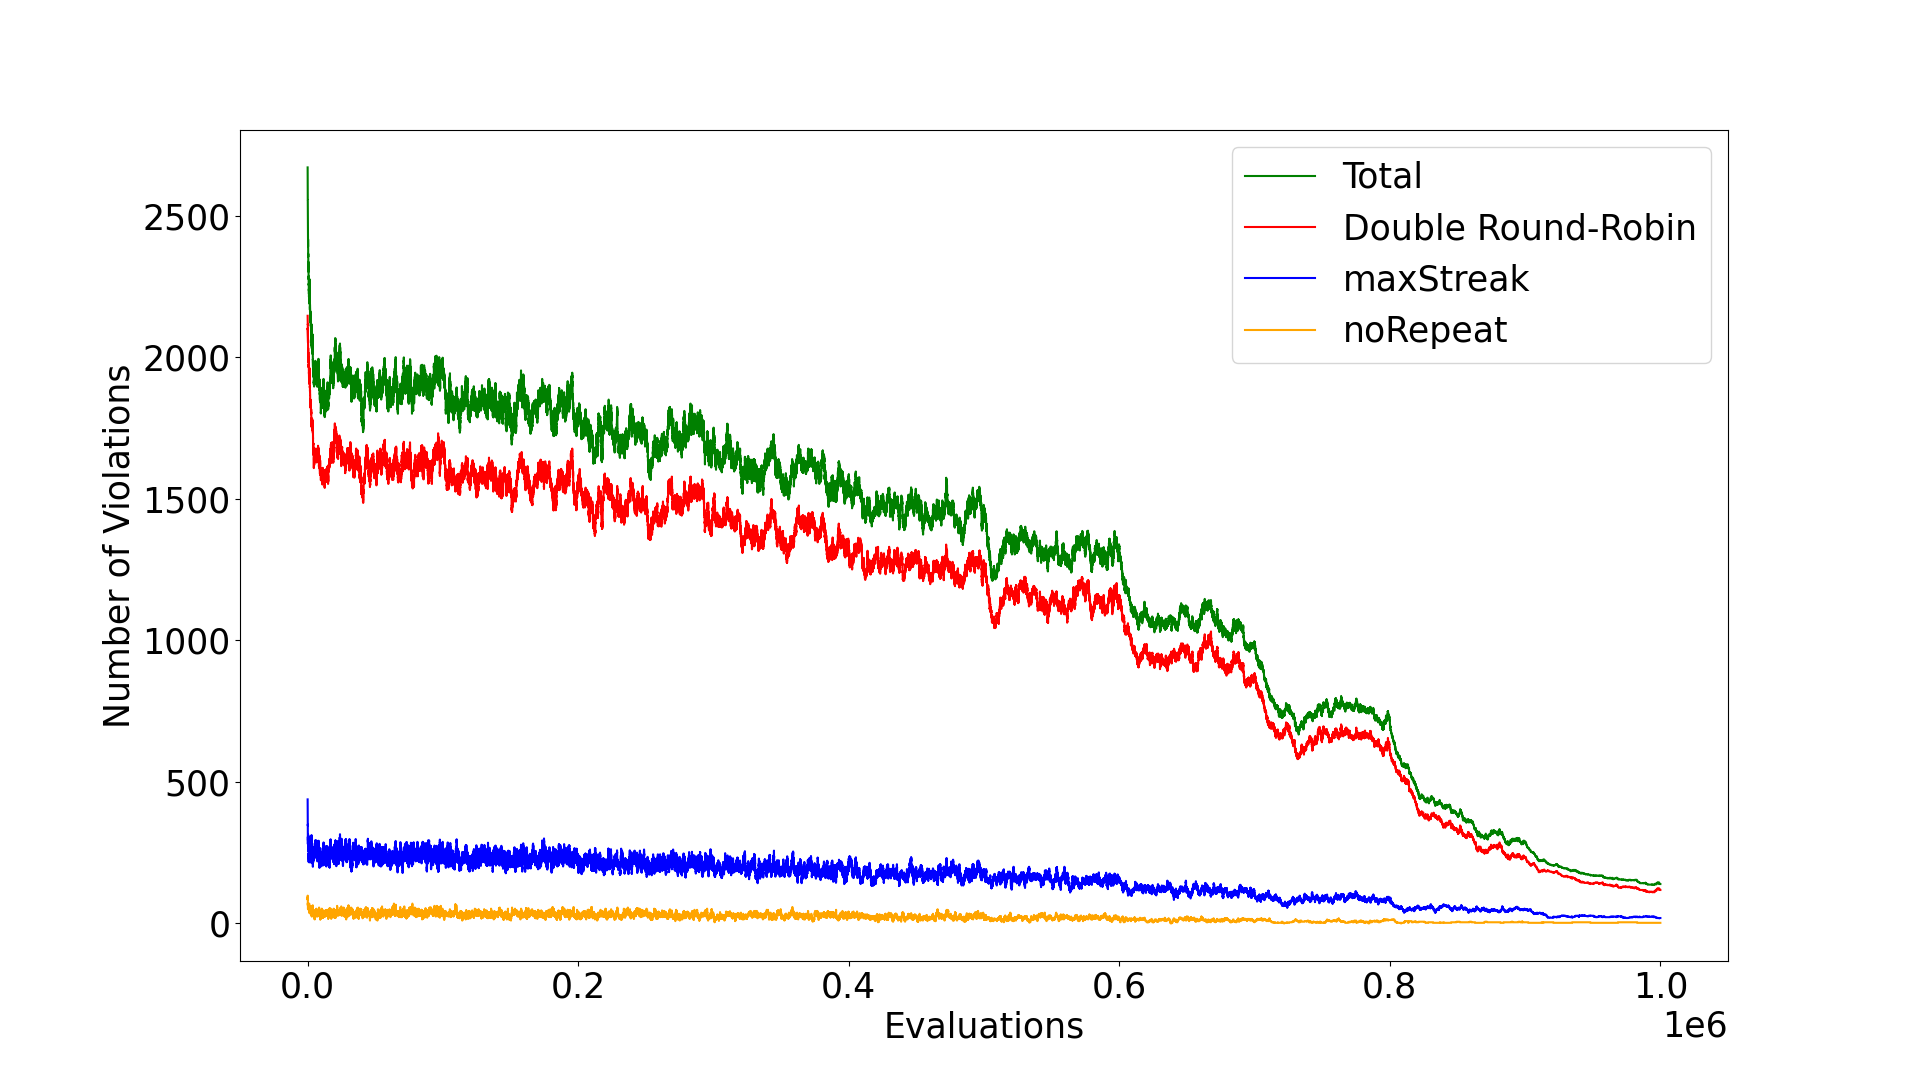 Total
Double Round-Robin
maxStreak
noRepeat
Number of Violations
2500
2000
1500
1000
500
0
0.0 0.2 0.4 0.6 0.8 1.0
Evaluations
1e6